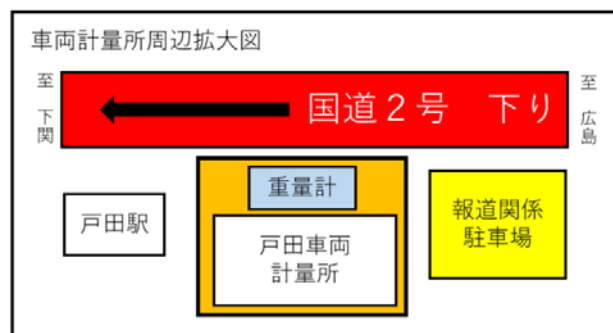 車両計量所周辺拡大図
至 下関
国道２号　下り
至 広島
重量計
戸田駅
戸田車両
計量所
報道関係
駐車場